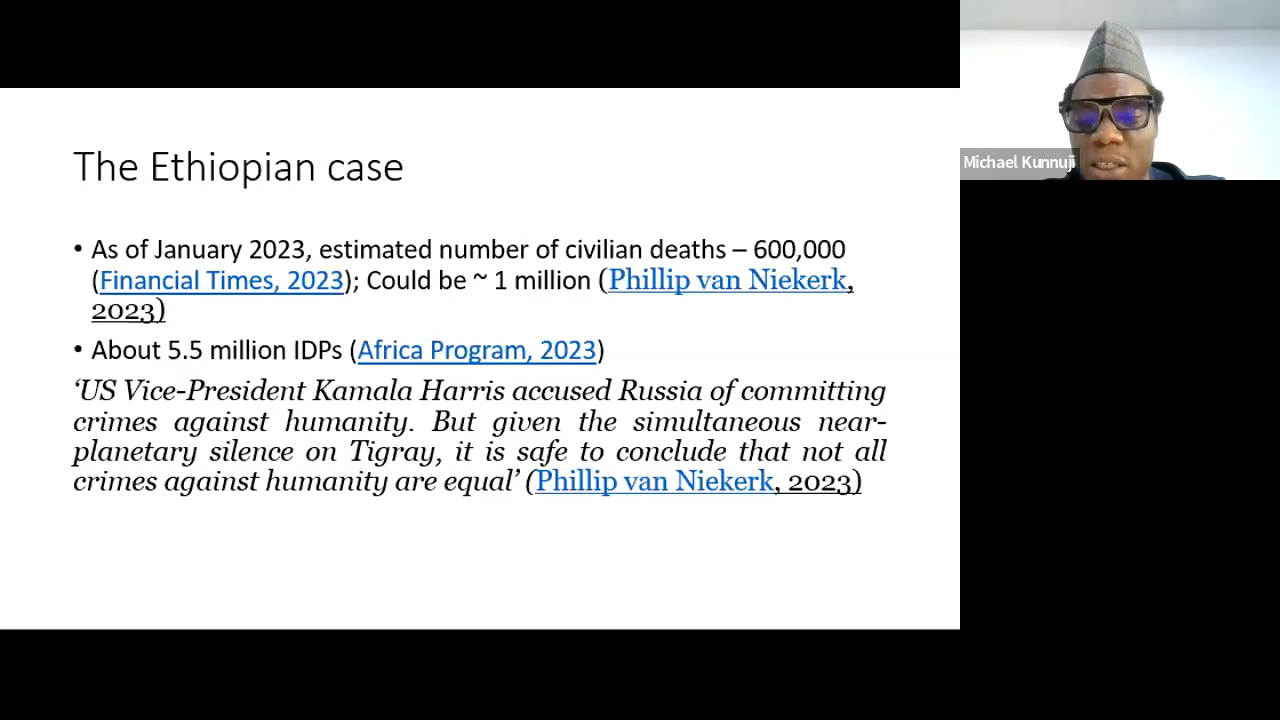 The Ethiopian case
• As of January 2023, estimated number of civilian deaths – 600,000
(Financial Times, 2023); Could be ~ 1 million (Phillip van Niekerk,
2023)
• About 5.5 million IDPs (Africa Program, 2023)
‘US Vice-President Kamala Harris accused Russia of committing
crimes against humanity. But given the simultaneous near-
planetary silence on Tigray, it is safe to conclude that not all
crimes against humanity are equal’ (Phillip van Niekerk, 2023)
Michael Kunnuji